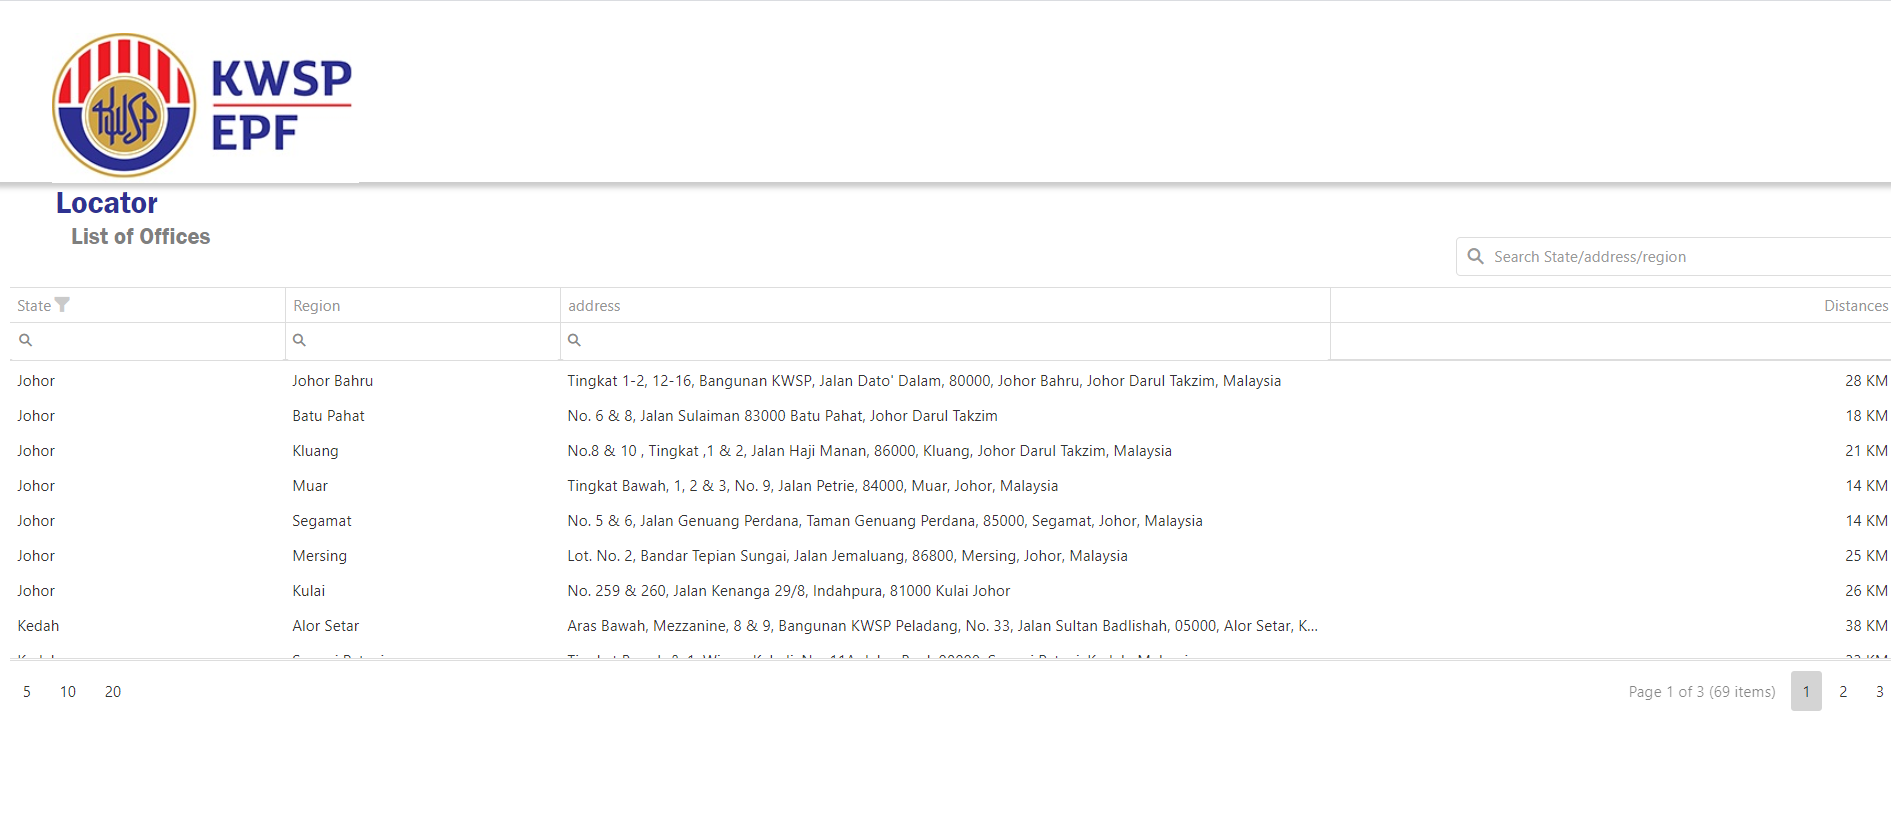 KWSP
KWSP
EPF
Locator
List of Offices
Search State/address/region
State Region address Distances
Johor Johor Bahru Tingkat 1-2, 12-16, Bangunan KWSP, Jalan Dato' Dalam, 80000, Johor Bahru, Johor Darul Takzim, Malaysia 28 KM
Johor Batu Pahat No. 6 & 8, Jalan Sulaiman 83000 Batu Pahat, Johor Darul Takzim 18 KM
Johor Kluang No.8 & 10 , Tingkat ,1 & 2, Jalan Haji Manan, 86000, Kluang, Johor Darul Takzim, Malaysia 21 KM
Johor Muar Tingkat Bawah, 1, 2 & 3, No. 9, Jalan Petrie, 84000, Muar, Johor, Malaysia 14 KM
Johor Segamat No. 5 & 6, Jalan Genuang Perdana, Taman Genuang Perdana, 85000, Segamat, Johor, Malaysia 14 KM
Johor Mersing Lot. No. 2, Bandar Tepian Sungai, Jalan Jemaluang, 86800, Mersing, Johor, Malaysia 25 KM
Johor Kulai No. 259 & 260, Jalan Kenanga 29/8, Indahpura, 81000 Kulai Johor 26 KM
Kedah Alor Setar Aras Bawah, Mezzanine, 8 & 9, Bangunan KWSP Peladang, No. 33, Jalan Sultan Badlishah, 05000, Alor Setar, K... 38 KM
5 10 20 Page 1 of 3 (69 items) 1 2 3